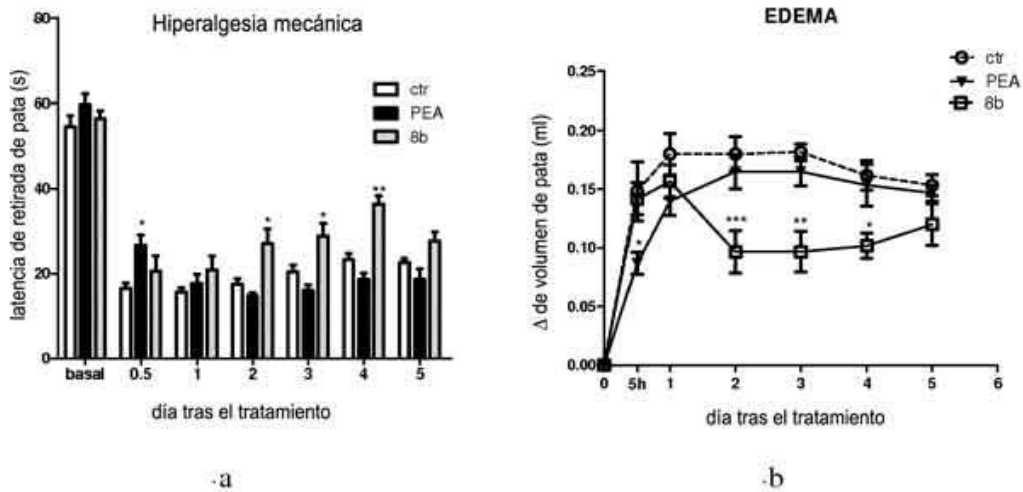 Hiperalgesia mecánica
latencia de retirada de pata (s)
80
60
40
20
0
ctr
PEA
8b
*
*
*
**
basal 0.5 1 2 3 4 5
día tras el tratamiento
.a
EDEMA
ctr
PEA
8b
Δ de volumen de pata (ml)
0.25
0.20
0.15
0.10
0.05
0.00
*
***
**
*
0 5h 1 2 3 4 5 6
día tras el tratamiento
.b